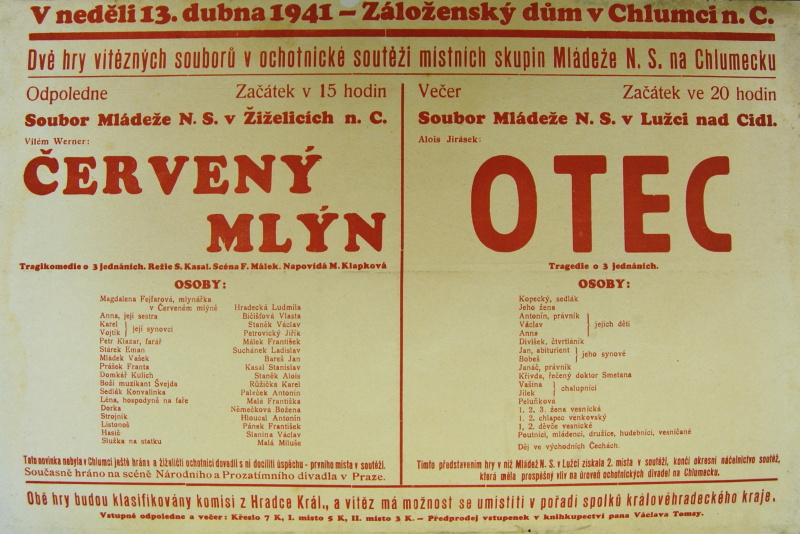 V neděli 13. dubna 1941 – Záloženský dům v Chlumci n. C.
Dvě hry vítězných souborů v ochotnické soutěži místních skupin Mládeže N. S. na Chlumecku
Odpoledne Začátek v 15 hodin
Soubor Mládeže N. S. v Žiželicích n. C.
Vilém Werner:
ČERVENÝ
MLÝN
Tragikomedie o 3 jednáních. Režie S. Kasal. Scéna F. Málek. Napovídá M. Klapková
OSOBY:
Magdalena Fejfarová, mlynářka
v Červeném mlýně Hradecká Ludmila
Anna, její sestra Bičišťová Vlasta
Karel Staněk Václav
Vojtík } její synovci Petrovický Jiřík
Petr Klazar, farář Málek František
Stárek Eman Suchánek Ladislav
Mládek Vašek Bareš Jan
Prášek Franta Kasal Stanislav
Domkář Kulich Staněk Alois
Boží muzikant Švejda Růžička Karel
Sedlák Konvalinka Paleček Antonín
Léna, hospodyně na faře Malá Františka
Dorka Němečková Božena
Strojník Hloucal Antonín
Listonoš Pánek František
Hasič Slanina Václav
Služka na statku Malá Miluše
Tato novinka nebyla v Chlumci ještě hrána a žiželičtí ochotníci dovadli s ní docíliti úspěchu - prvního místa v soutěži.
Současně hráno na scéně Národního a Prozatímního divadla v Praze.
Večer Začátek ve 20 hodin
Soubor Mládeže N. S. v Lužci nad Cidl.
Alois Jirásek:
OTEC
Tragedie o 3 jednáních.
OSOBY:
Kopecký, sedlák
Jeho žena
Antonín, právník
Václav } jejich děti
Anna
Divíšek, čtvrtláník
Jan, abiturient
Bobeš } jeho synové
Janáč, právník
Křivda, řečený doktor Smetana
Vašina
Jílek } chalupníci
Peluňková
1. 2. 3. žena vesnická
1. 2. chlapec venkovský
1. 2. děvče vesnické
Poutníci, mládenci, družice, hudebníci, vesničané
Děj ve východních Čechách.
Tímto představením hry v níž Mládež N. S. v Lužci získala 2. místa v soutěži, končí okresní náčelnictvo soutěž,
která měla prospěšný vliv na úroveň ochotnických divadel na Chlumecku.
Obě hry budou klasifikovány komisí z Hradce Král., a vítěz má možnost se umístiti v pořadí spolků královéhradeckého kraje.
Vstupné odpoledne a večer: Křeslo 7 K, I. místo 5 K, II. místo 3 K. – Předprodej vstupenek v knihkupectví pana Václava Tomsy.